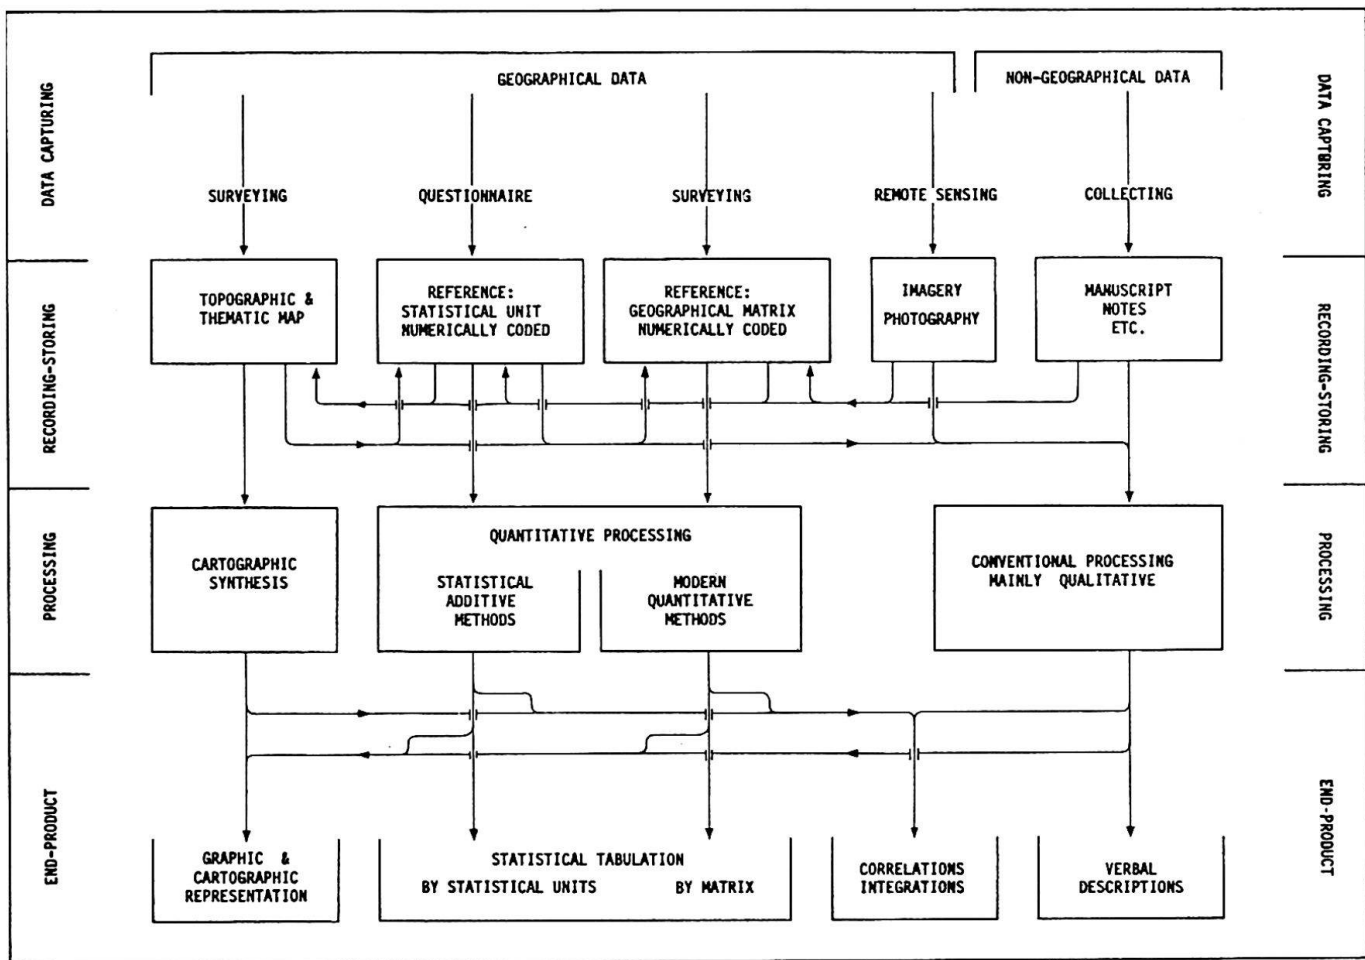 GEOGRAPHICAL DATA
NON-GEOGRAPHICAL DATA
DATA CAPTURING
DATA CAPTBRING
SURVEYING
QUESTIONNAIRE
SURVEYING
REMOTE SENSING
COLLECTING
RECORDING-STORING
RECORDING-STORING
TOPOGRAPHIC &
THEMATIC MAP
REFERENCE:
STATISTICAL UNIT
NUMERICALLY CODED
REFERENCE:
GEOGRAPHICAL MATRIX
NUMERICALLY CODED
IMAGERY
PHOTOGRAPHY
MANUSCRIPT
NOTES
ETC.
PROCESSING
PROCESSING
CARTOGRAPHIC
SYNTHESIS
QUANTITATIVE PROCESSING
STATISTICAL
ADDITIVE
METHODS
MODERN
QUANTITATIVE
METHODS
CONVENTIONAL PROCESSING
MAINLY QUALITATIVE
END-PRODUCT
END-PRODUCT
GRAPHIC &
CARTOGRAPHIC
REPRESENTATION
STATISTICAL TABULATION
BY STATISTICAL UNITS
BY MATRIX
CORRELATIONS
INTEGRATIONS
VERBAL
DESCRIPTIONS